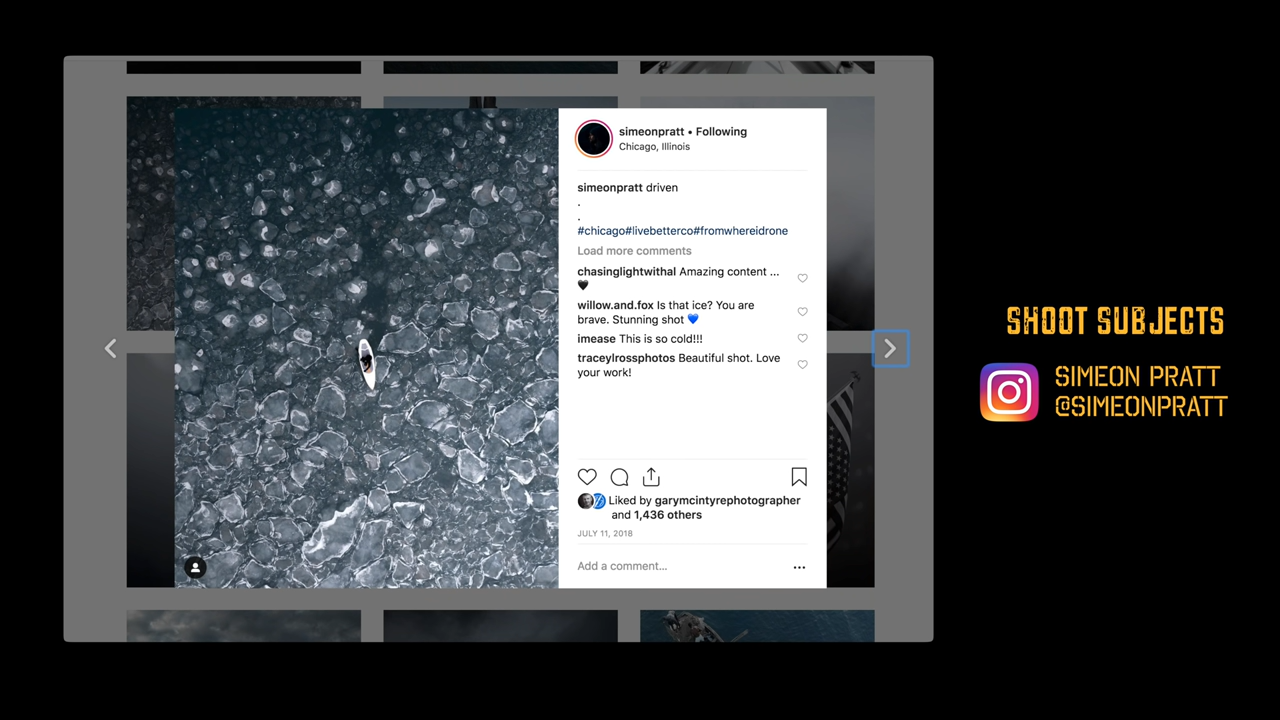 simeonpratt • Following
Chicago, Illinois
simeonpratt driven
.
.
#chicago#livebetterco#fromwhereidrone
Load more comments
chasinglightwithal Amazing content ...
🖤
willow.and.fox Is that ice? You are
brave. Stunning shot 💙
imease This is so cold!!!
traceylrossphotos Beautiful shot. Love
your work!
Liked by garymcintyrephotographer
and 1,436 others
JULY 11, 2018
Add a comment...
SHOOT SUBJECTS
SIMEON PRATT
@SIMEONPRATT